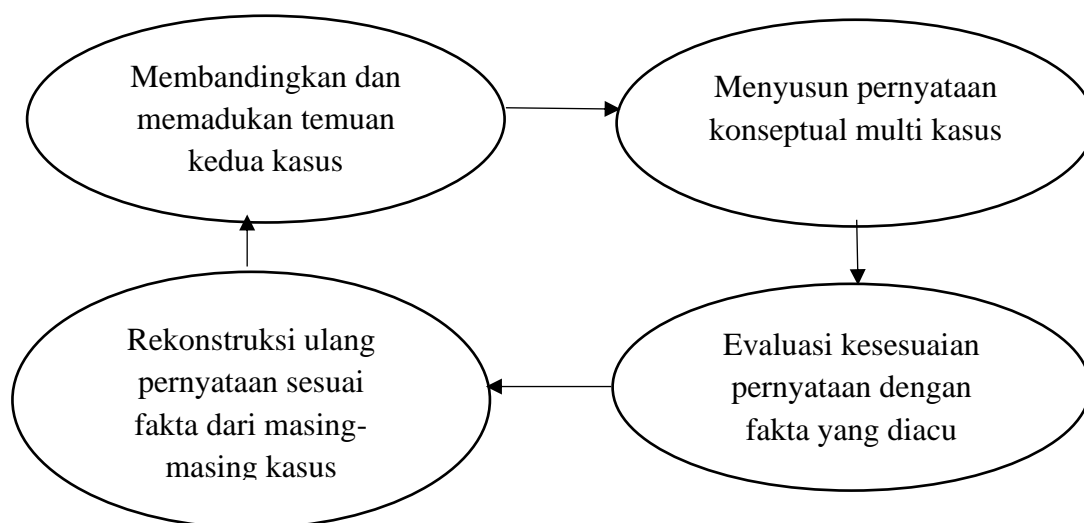 Membandingkan dan
memadukan temuan
kedua kasus
Menyusun pernyataan
konseptual multi kasus
Evaluasi kesesuaian
pernyataan dengan
fakta yang diacu
Rekonstruksi ulang
pernyataan sesuai
fakta dari masing-
masing kasus